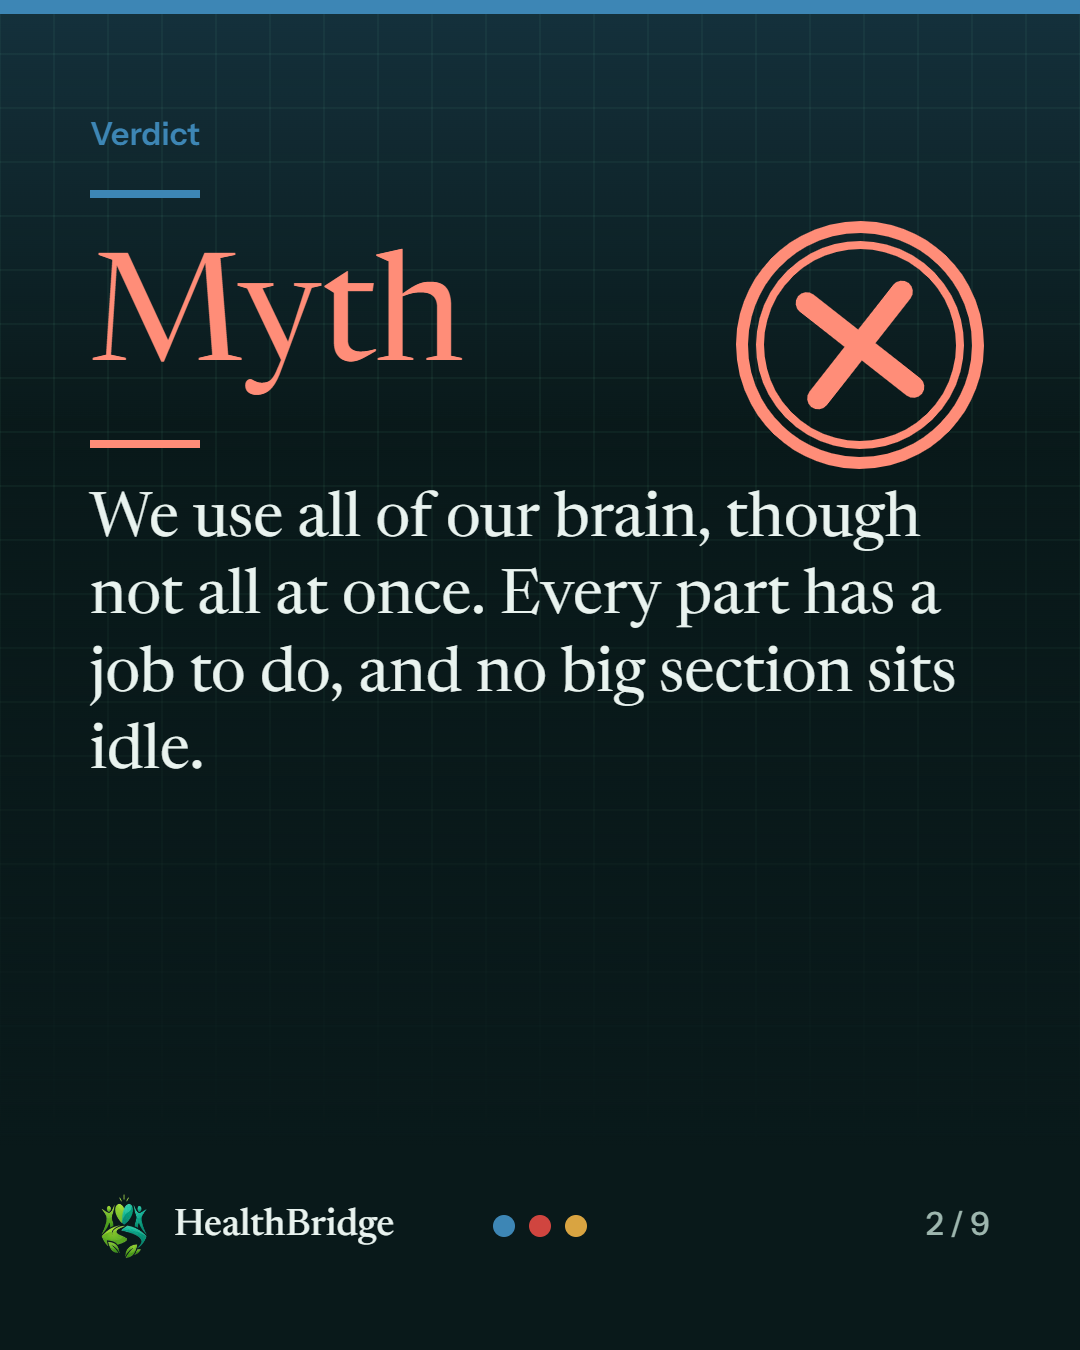 Verdict
Myth
We use all of our brain, though
not all at once. Every part has a
job to do, and no big section sits
idle.
HealthBridge
2 / 9